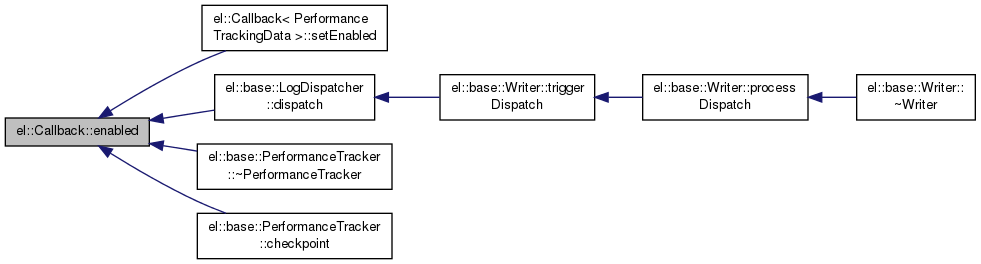 el::Callback< Performance
TrackingData >::setEnabled
el::base::LogDispatcher
::dispatch
el::base::Writer::trigger
Dispatch
el::base::Writer::process
Dispatch
el::base::Writer::
~Writer
el::Callback::enabled
el::base::PerformanceTracker
::~PerformanceTracker
el::base::PerformanceTracker
::checkpoint